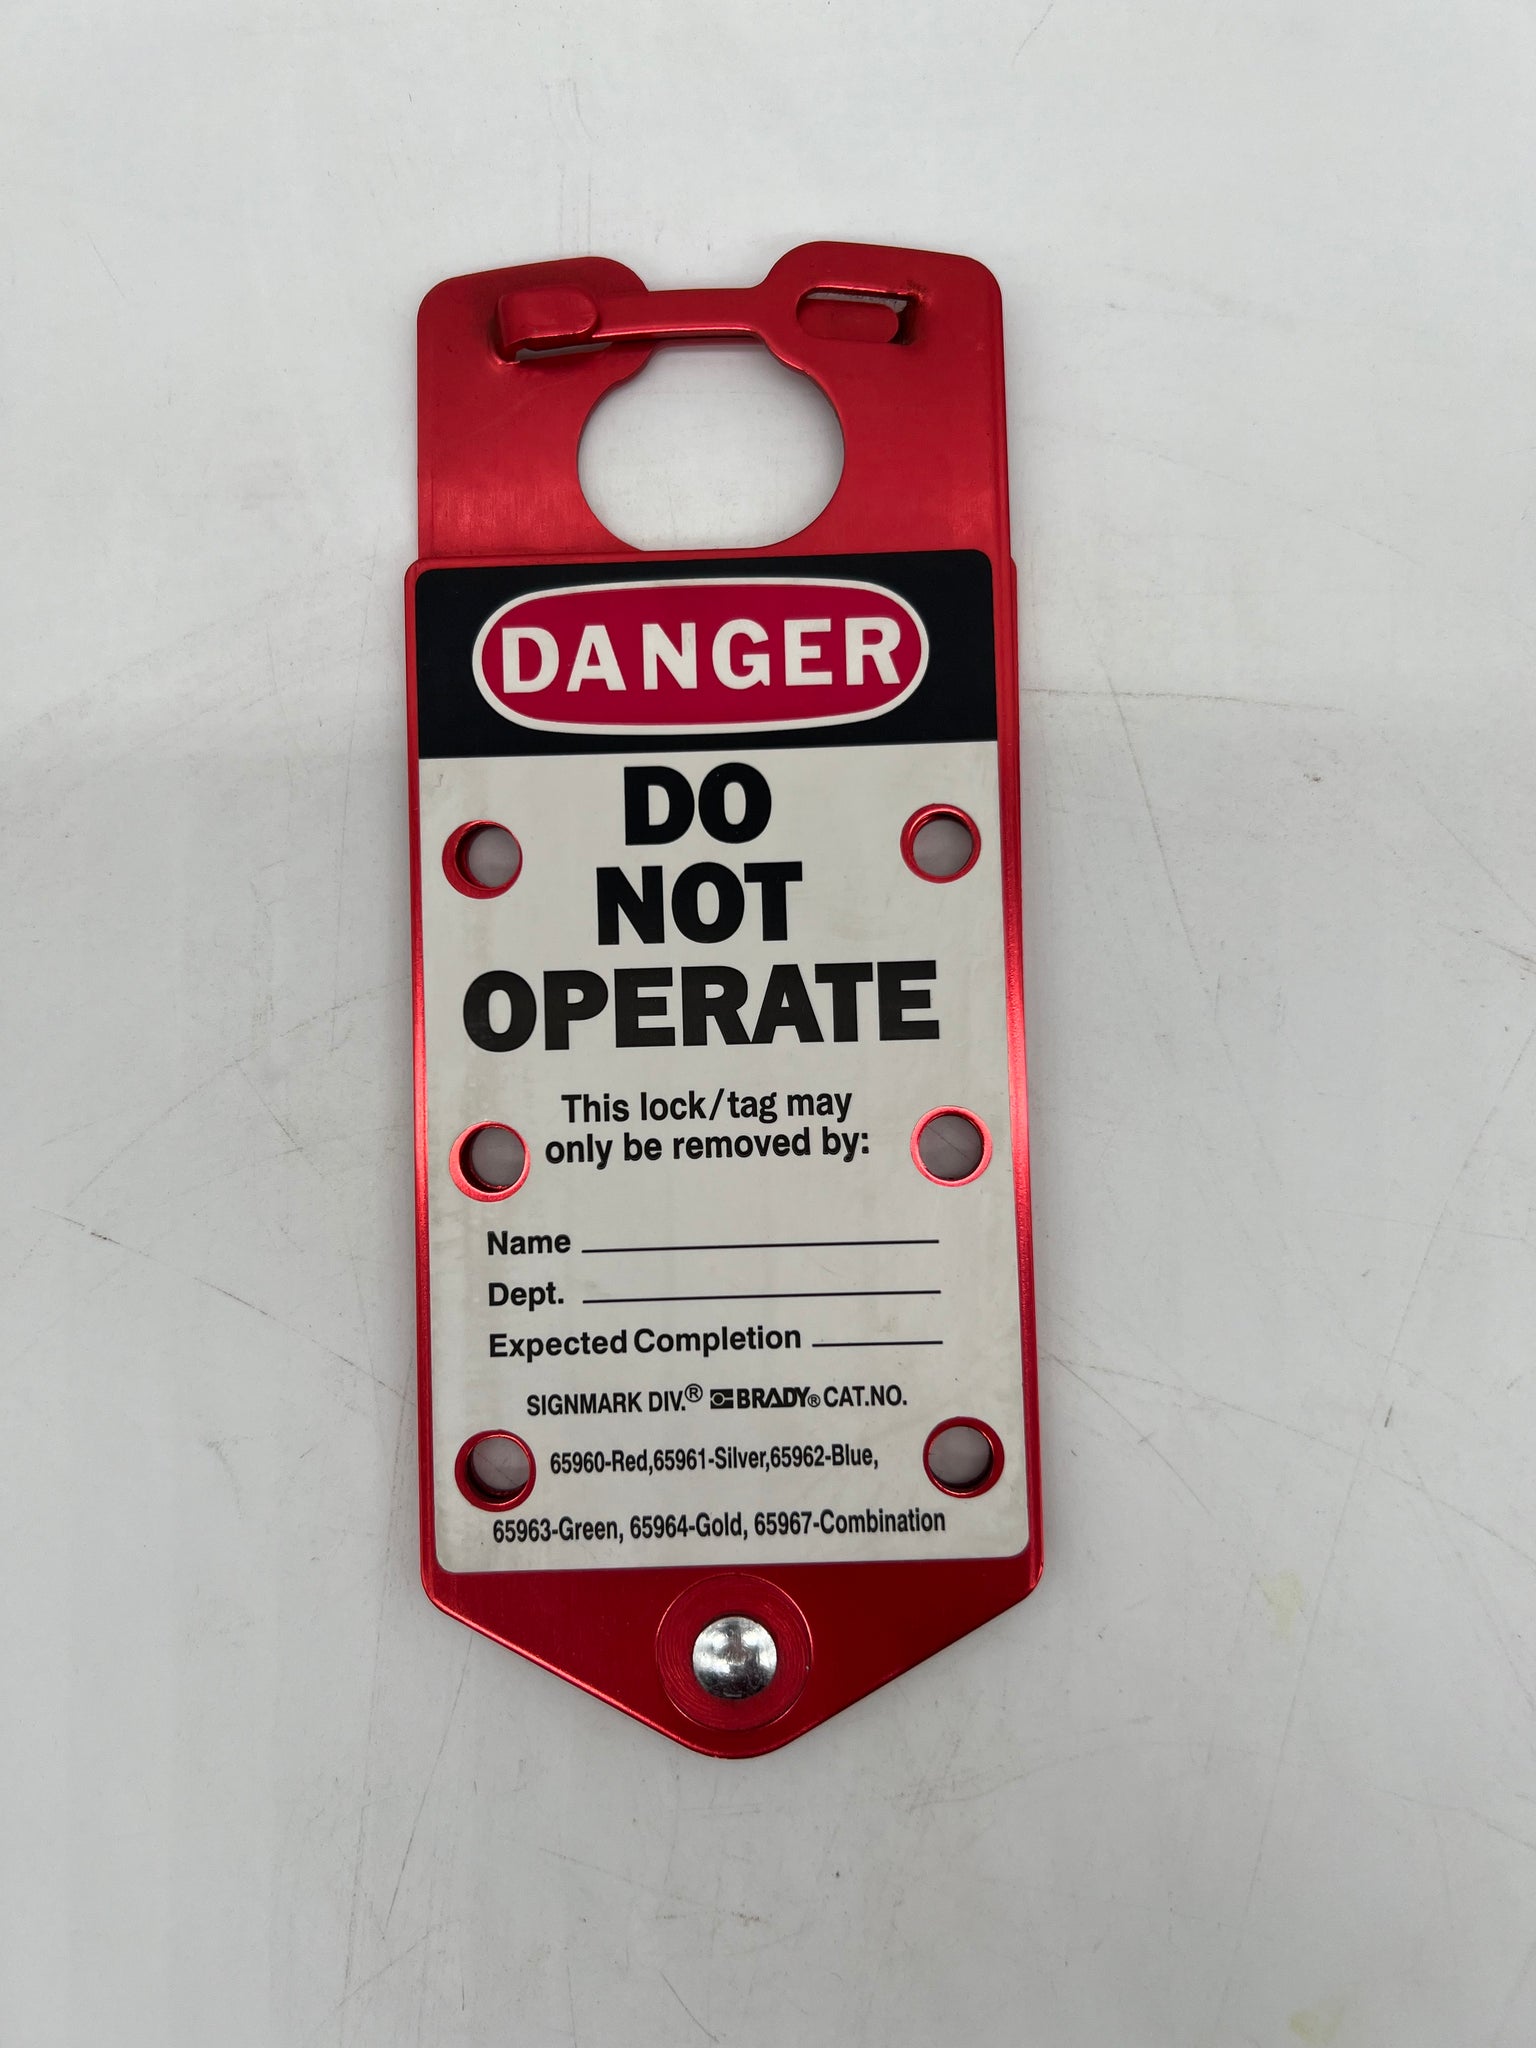 DANGER
DO
NOT
OPERATE
This lock/tag may
only be removed by:
Name
Dept.
Expected Completion
SIGNMARK DIV.® BRADY® CAT.NO.
65960-Red,65961-Silver,65962-Blue,
65963-Green, 65964-Gold, 65967-Combination